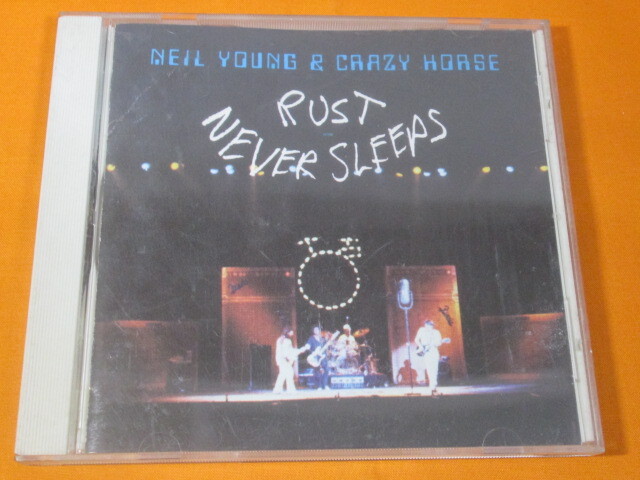 NEIL YOUNG & CRAZY HORSE
RUST
NEVER SLEEPS